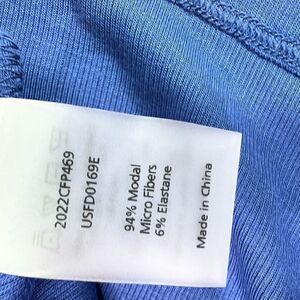 2022CFP469
USFD0169E
94% Modal
Micro Fibers
6% Elastane
Made in China